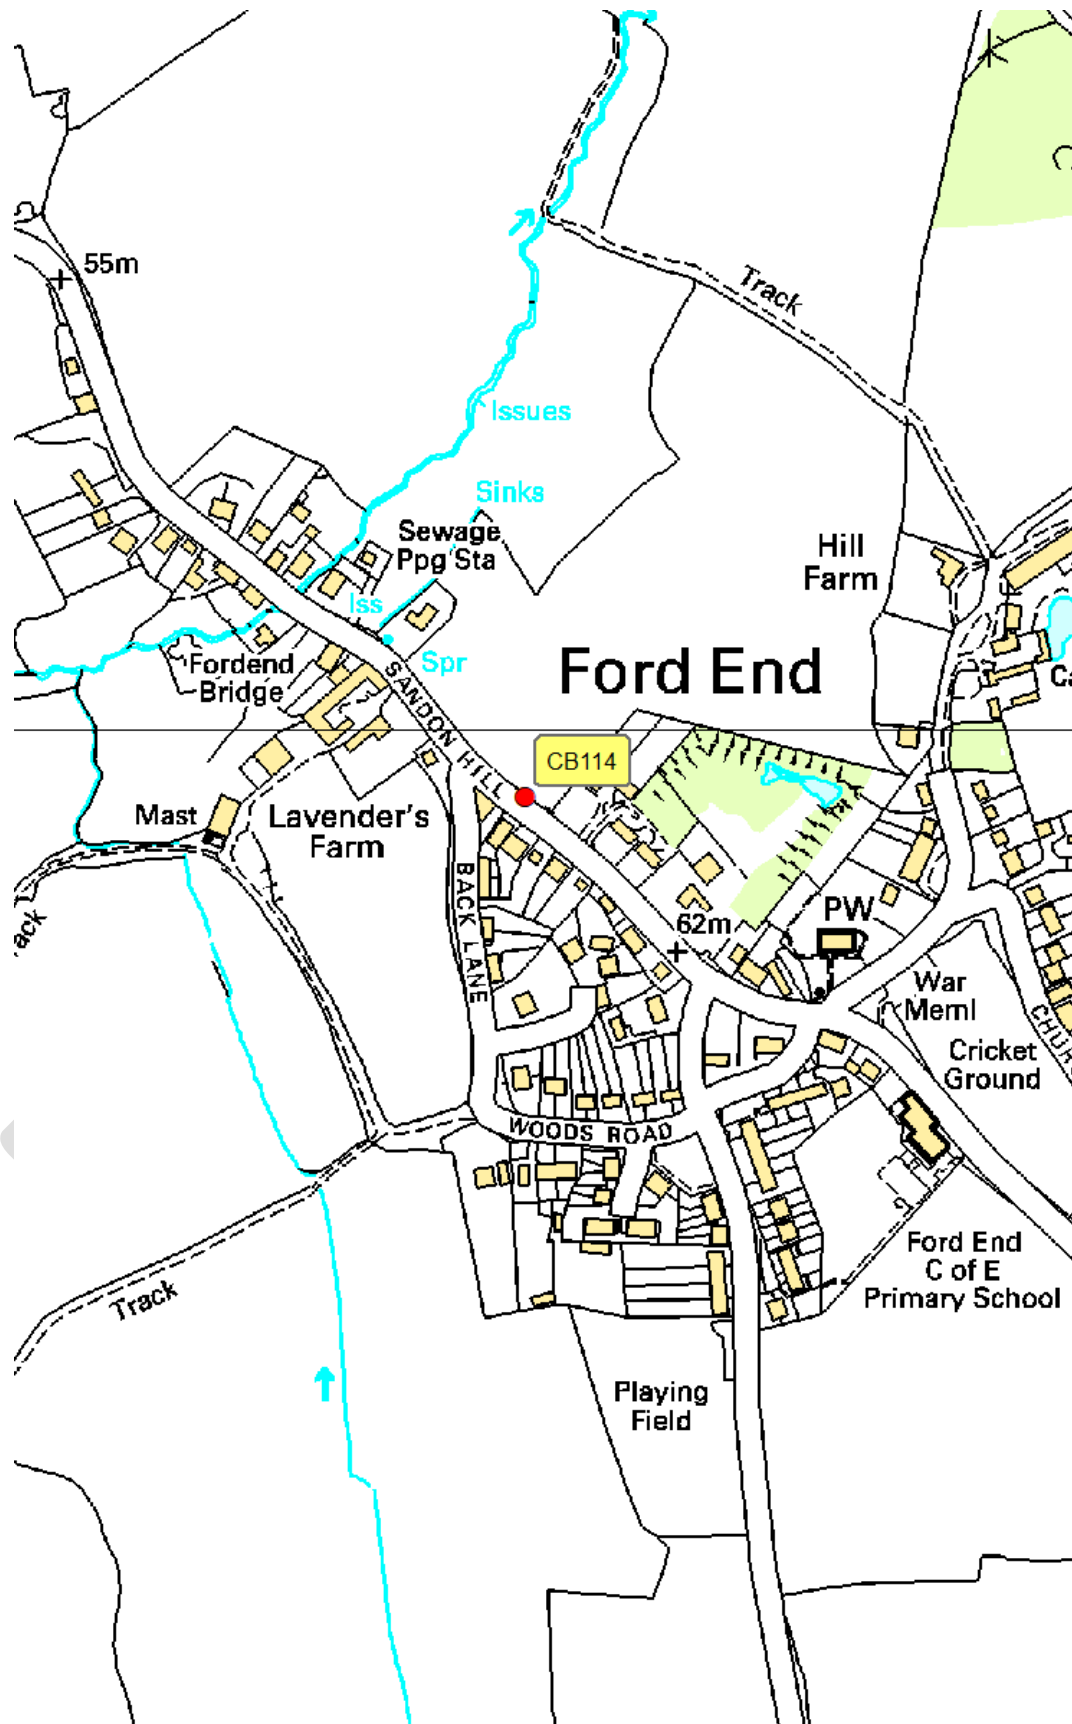 55m
Track
Issues
Sinks
Sewage
Ppg Sta
Hill
Farm
Iss
Fordend
Bridge
Spr
Ford End
Ca
SANDON HILL
CB114
Mast
Lavender's
Farm
BACK LANE
PW
62m
ack
War
Meml
CHUR
Cricket
Ground
WOODS ROAD
Ford End
C of E
Primary School
Track
Playing
Field